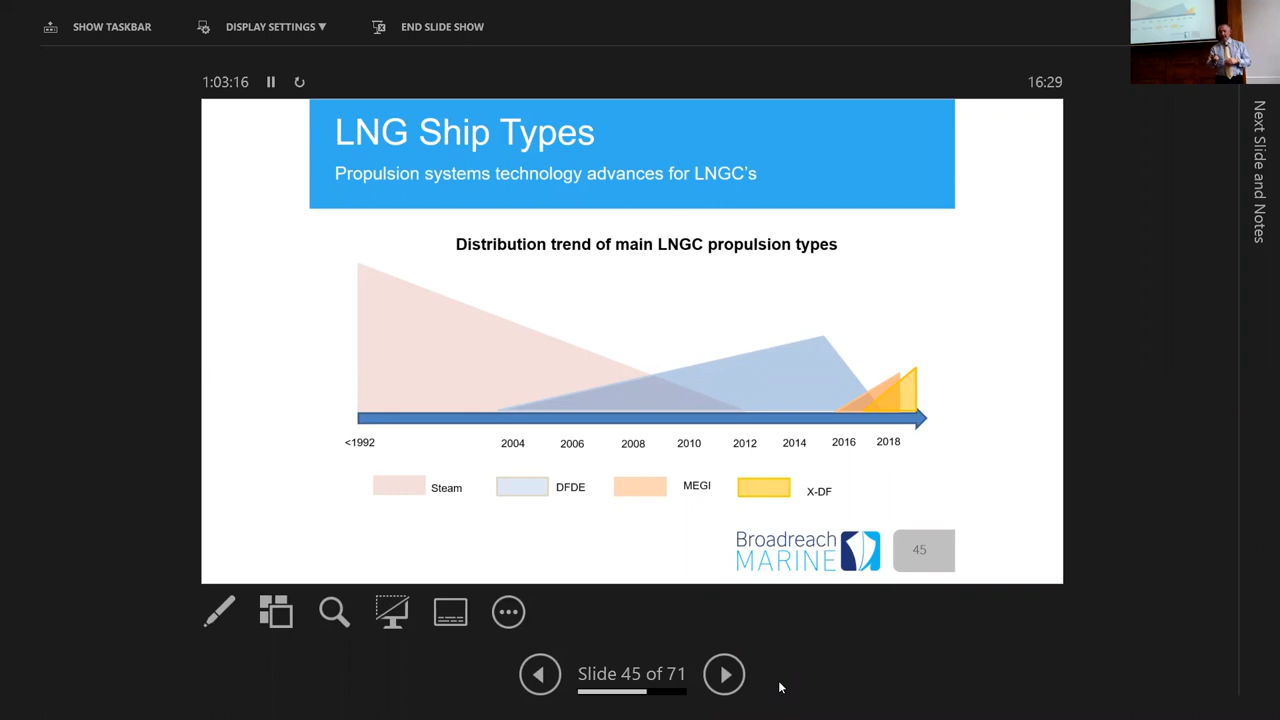 SHOW TASKBAR
DISPLAY SETTINGS ▼
END SLIDE SHOW
1:03:16
16:29
LNG Ship Types
Propulsion systems technology advances for LNGC's
Distribution trend of main LNGC propulsion types
<1992 2004 2006 2008 2010 2012 2014 2016 2018
Steam DFDE MEGI X-DF
Broadreach
MARINE
45
Slide 45 of 71
Next Slide and Notes